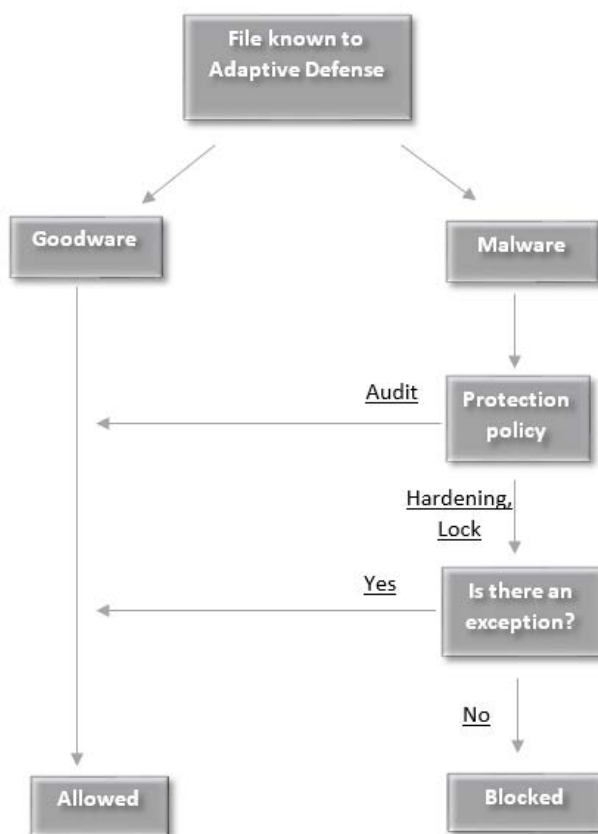 File known to
Adaptive Defense
Goodware
Malware
Audit
Protection
policy
Hardening,
Lock
Yes
Is there an
exception?
No
Allowed
Blocked